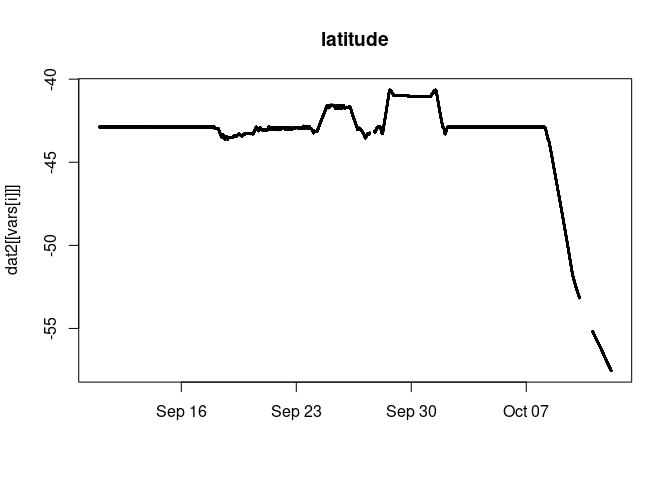 latitude
dat2[[vars[i]]]
-40
-45
-50
-55
Sep 16
Sep 23
Sep 30
Oct 07